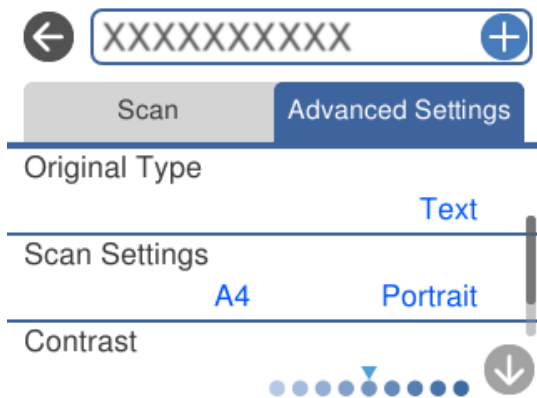 XXXXXXXXXX
Scan Advanced Settings
Original Type
Text
Scan Settings
A4 Portrait
Contrast